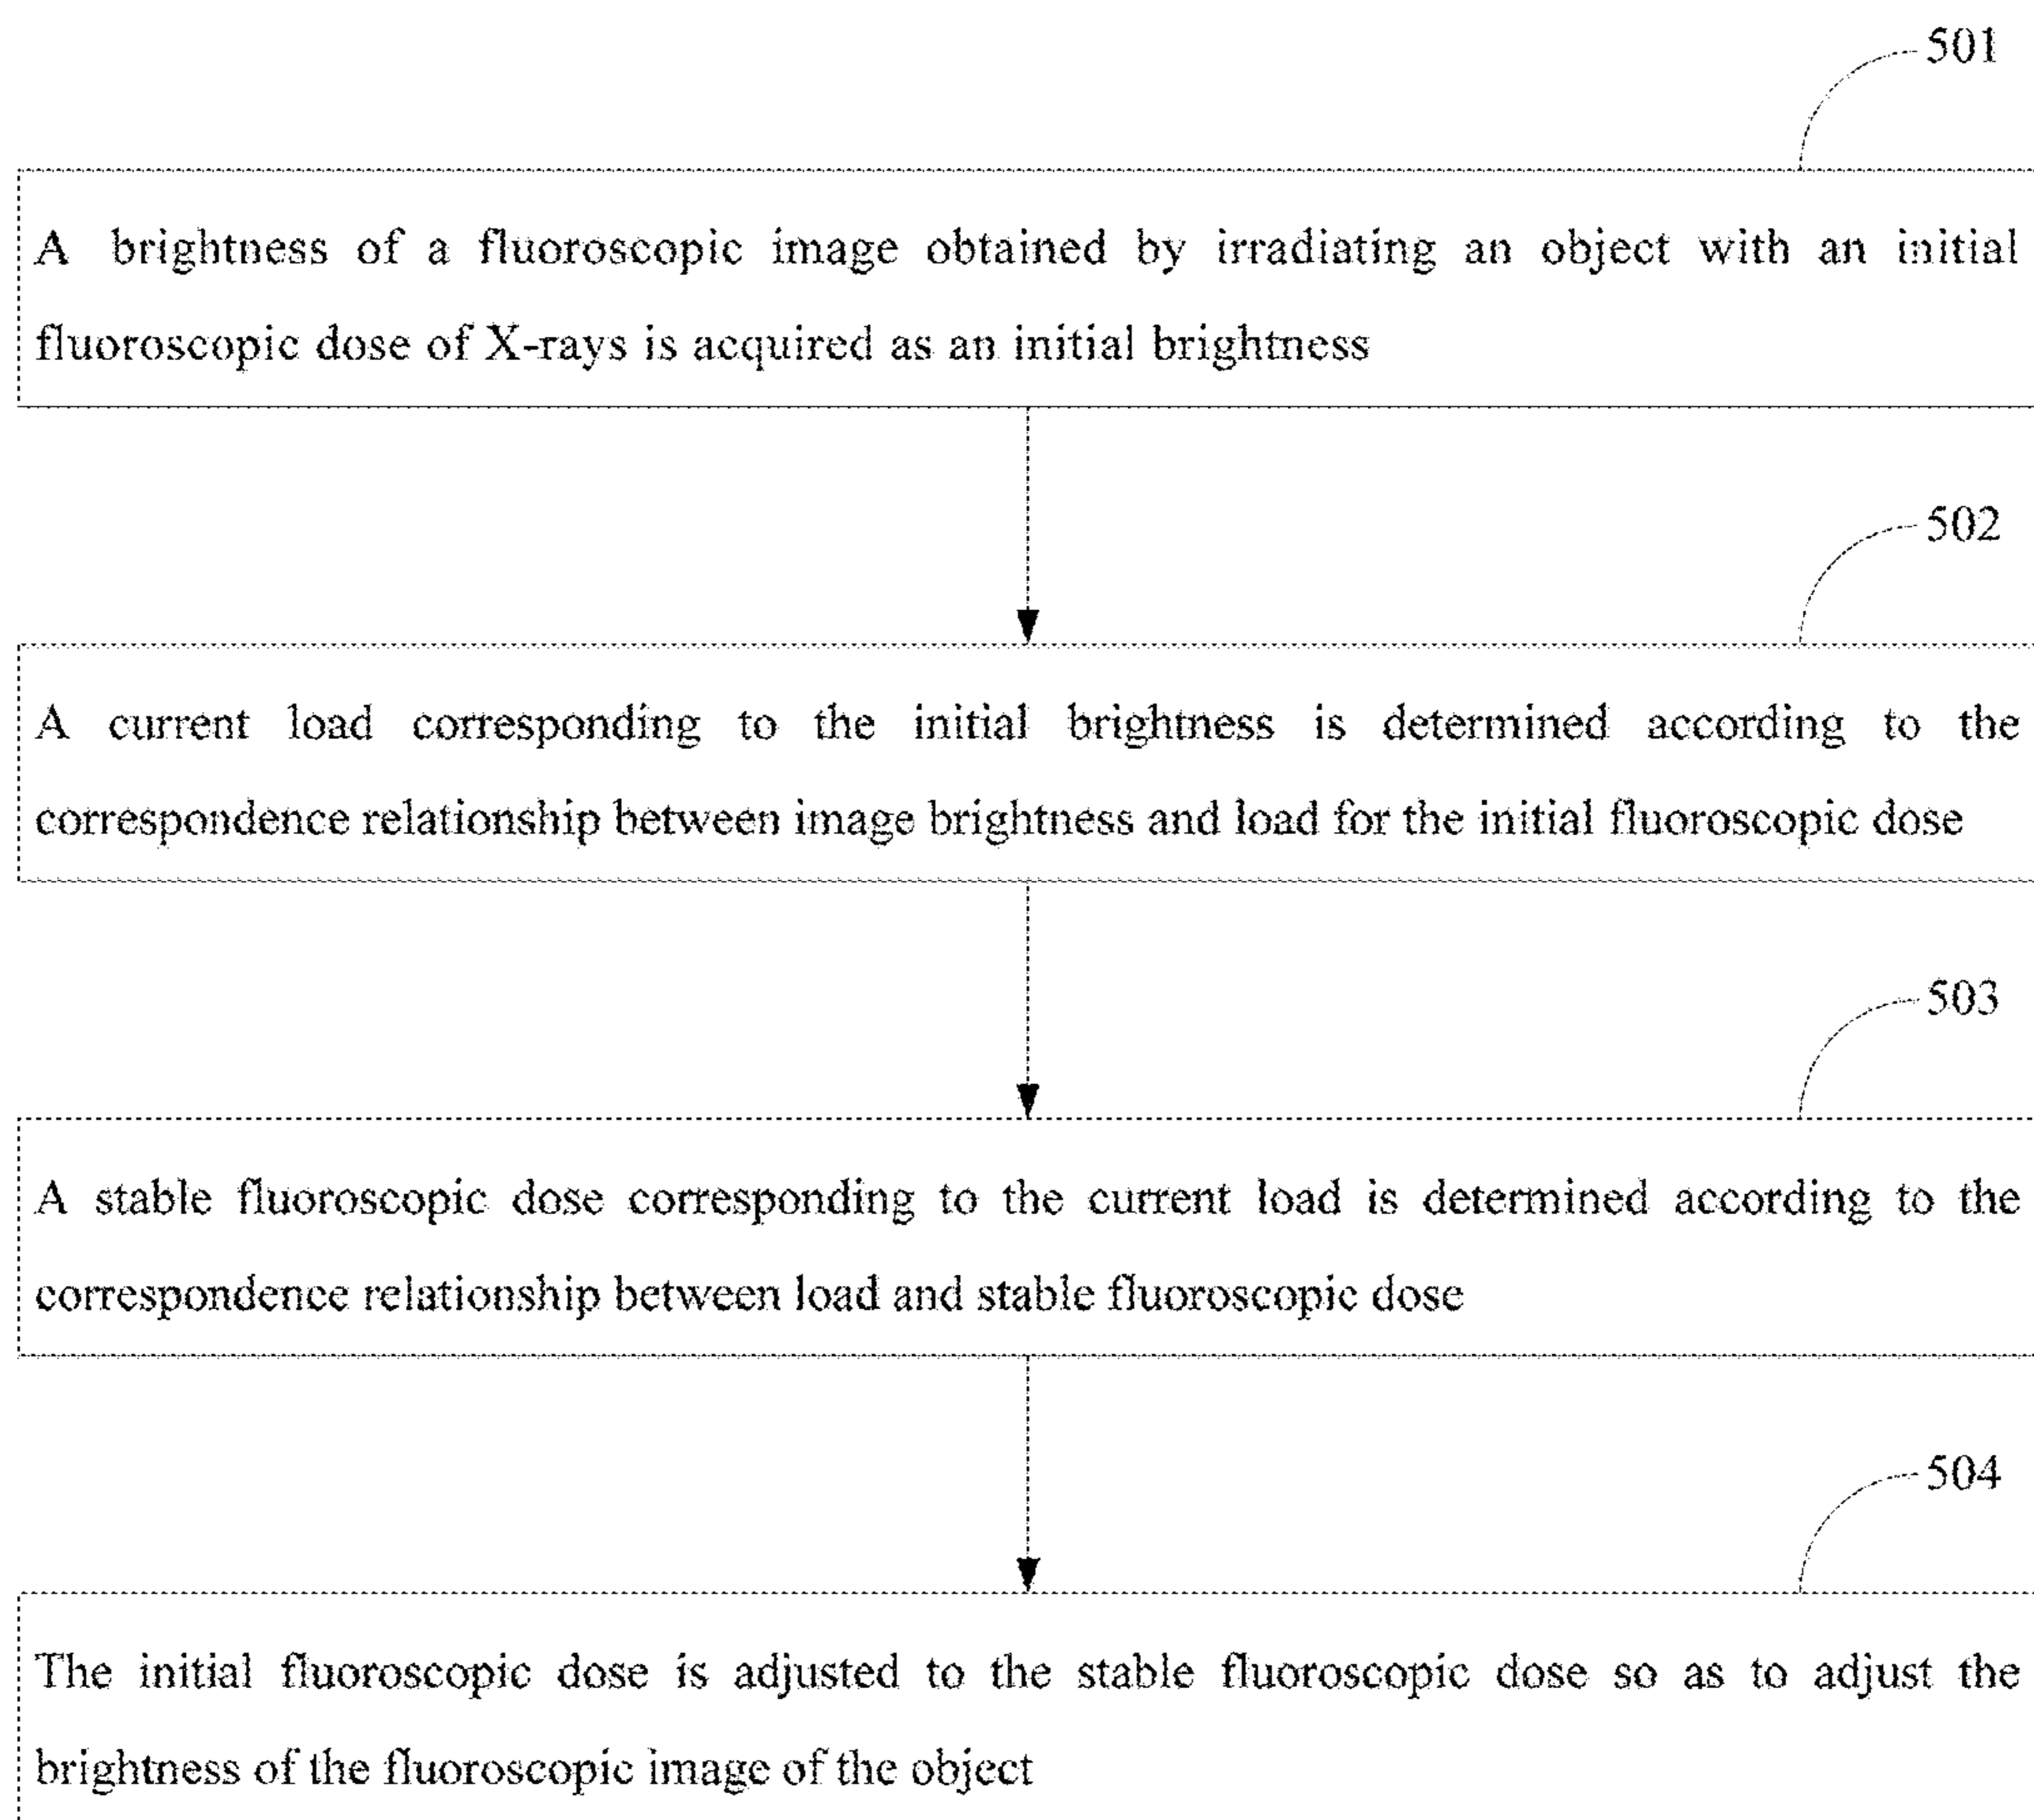 501
A brightness of a fluoroscopic image obtained by irradiating an object with an initial
fluoroscopic dose of X-rays is acquired as an initial brightness
502
A current load corresponding to the initial brightness is determined according to the
correspondence relationship between image brightness and load for the initial fluoroscopic dose
503
A stable fluoroscopic dose corresponding to the current load is determined according to the
correspondence relationship between load and stable fluoroscopic dose
504
The initial fluoroscopic dose is adjusted to the stable fluoroscopic dose so as to adjust the
brightness of the fluoroscopic image of the object